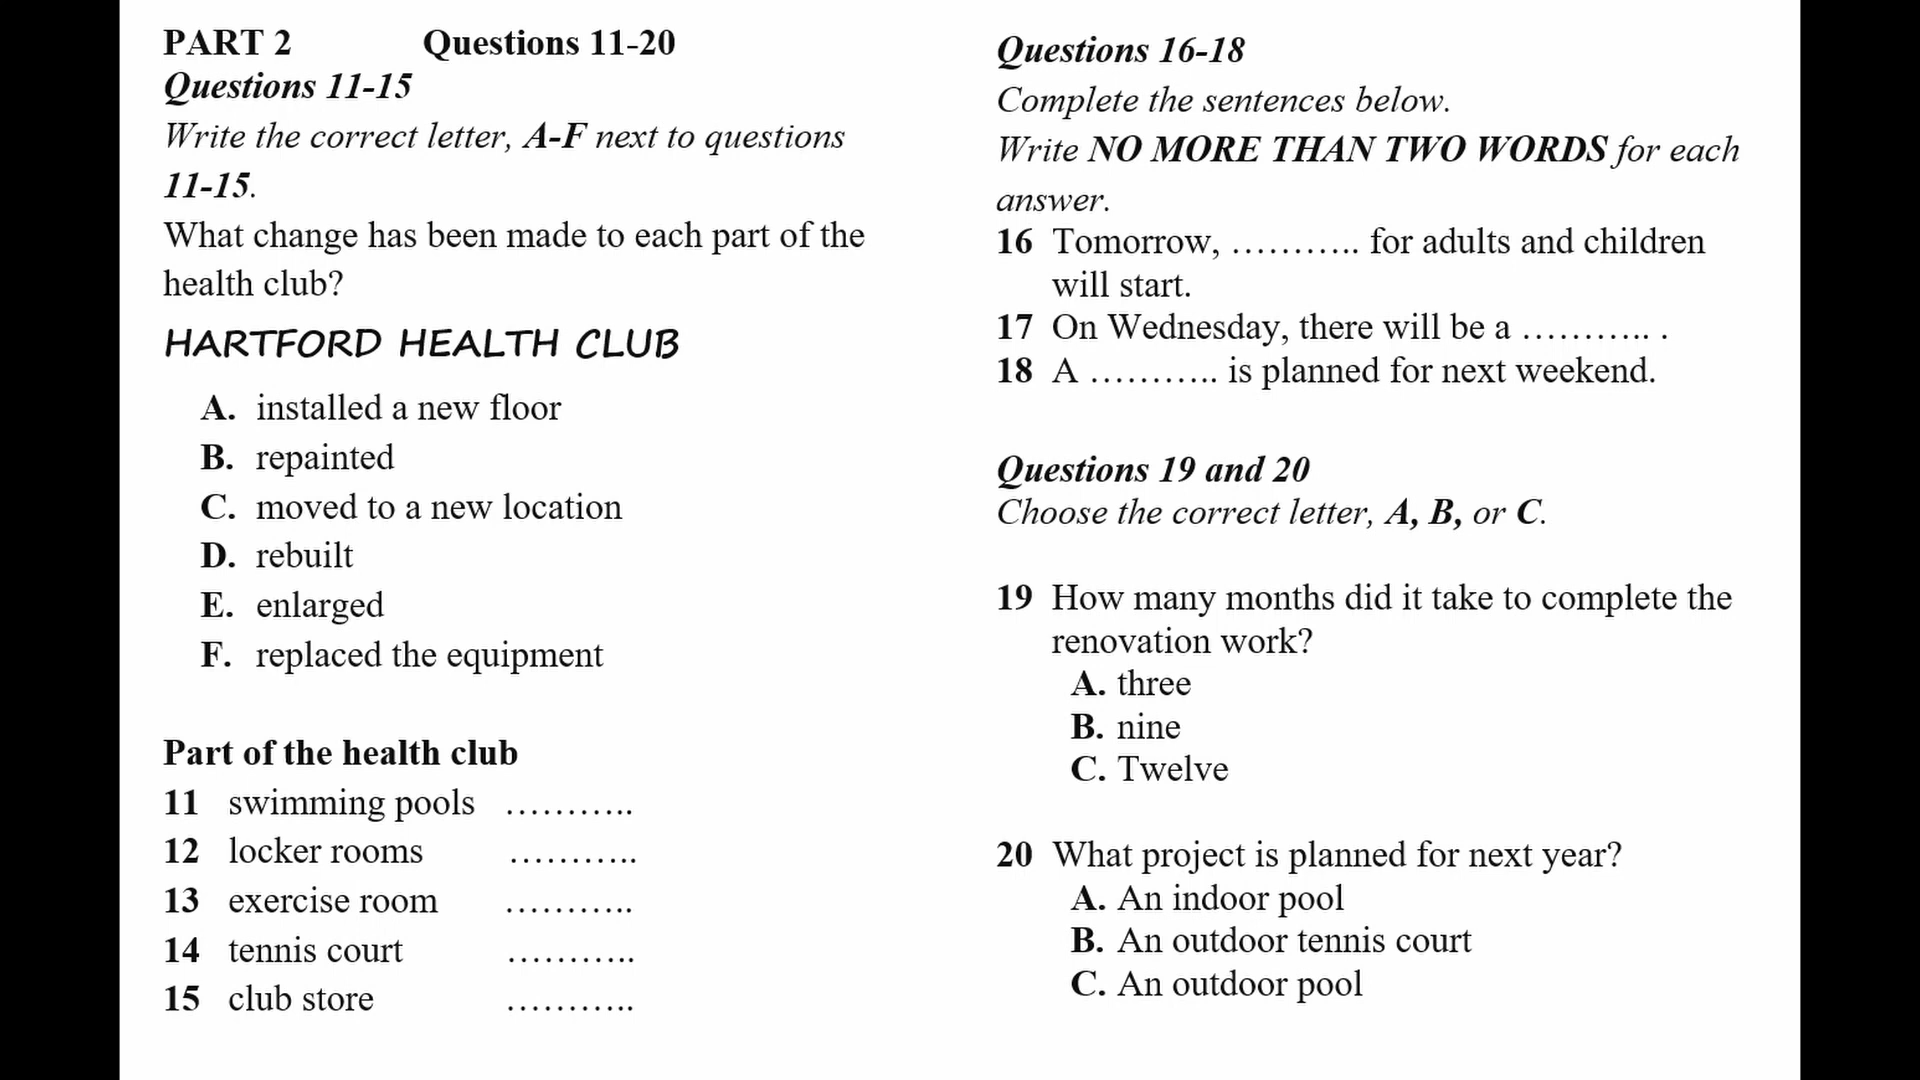 PART 2 Questions 11-20
Questions 11-15
Write the correct letter, A-F next to questions
11-15.
What change has been made to each part of the
health club?
HARTFORD HEALTH CLUB
A. installed a new floor
B. repainted
C. moved to a new location
D. rebuilt
E. enlarged
F. replaced the equipment
Part of the health club
11 swimming pools ………..
12 locker rooms ………..
13 exercise room ………..
14 tennis court ………..
15 club store ………..
Questions 16-18
Complete the sentences below.
Write NO MORE THAN TWO WORDS for each
answer.
16 Tomorrow, ……….. for adults and children
will start.
17 On Wednesday, there will be a ……….. .
18 A ……….. is planned for next weekend.
Questions 19 and 20
Choose the correct letter, A, B, or C.
19 How many months did it take to complete the
renovation work?
A. three
B. nine
C. Twelve
20 What project is planned for next year?
A. An indoor pool
B. An outdoor tennis court
C. An outdoor pool